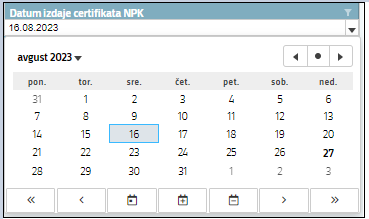 Datum izdaje certifikata NPK
16.08.2023
avgust 2023
pon. tor. sre. čet. pet. sob. ned.
31 1 2 3 4 5 6
7 8 9 10 11 12 13
14 15 16 17 18 19 20
21 22 23 24 25 26 27
28 29 30 31 1 2 3